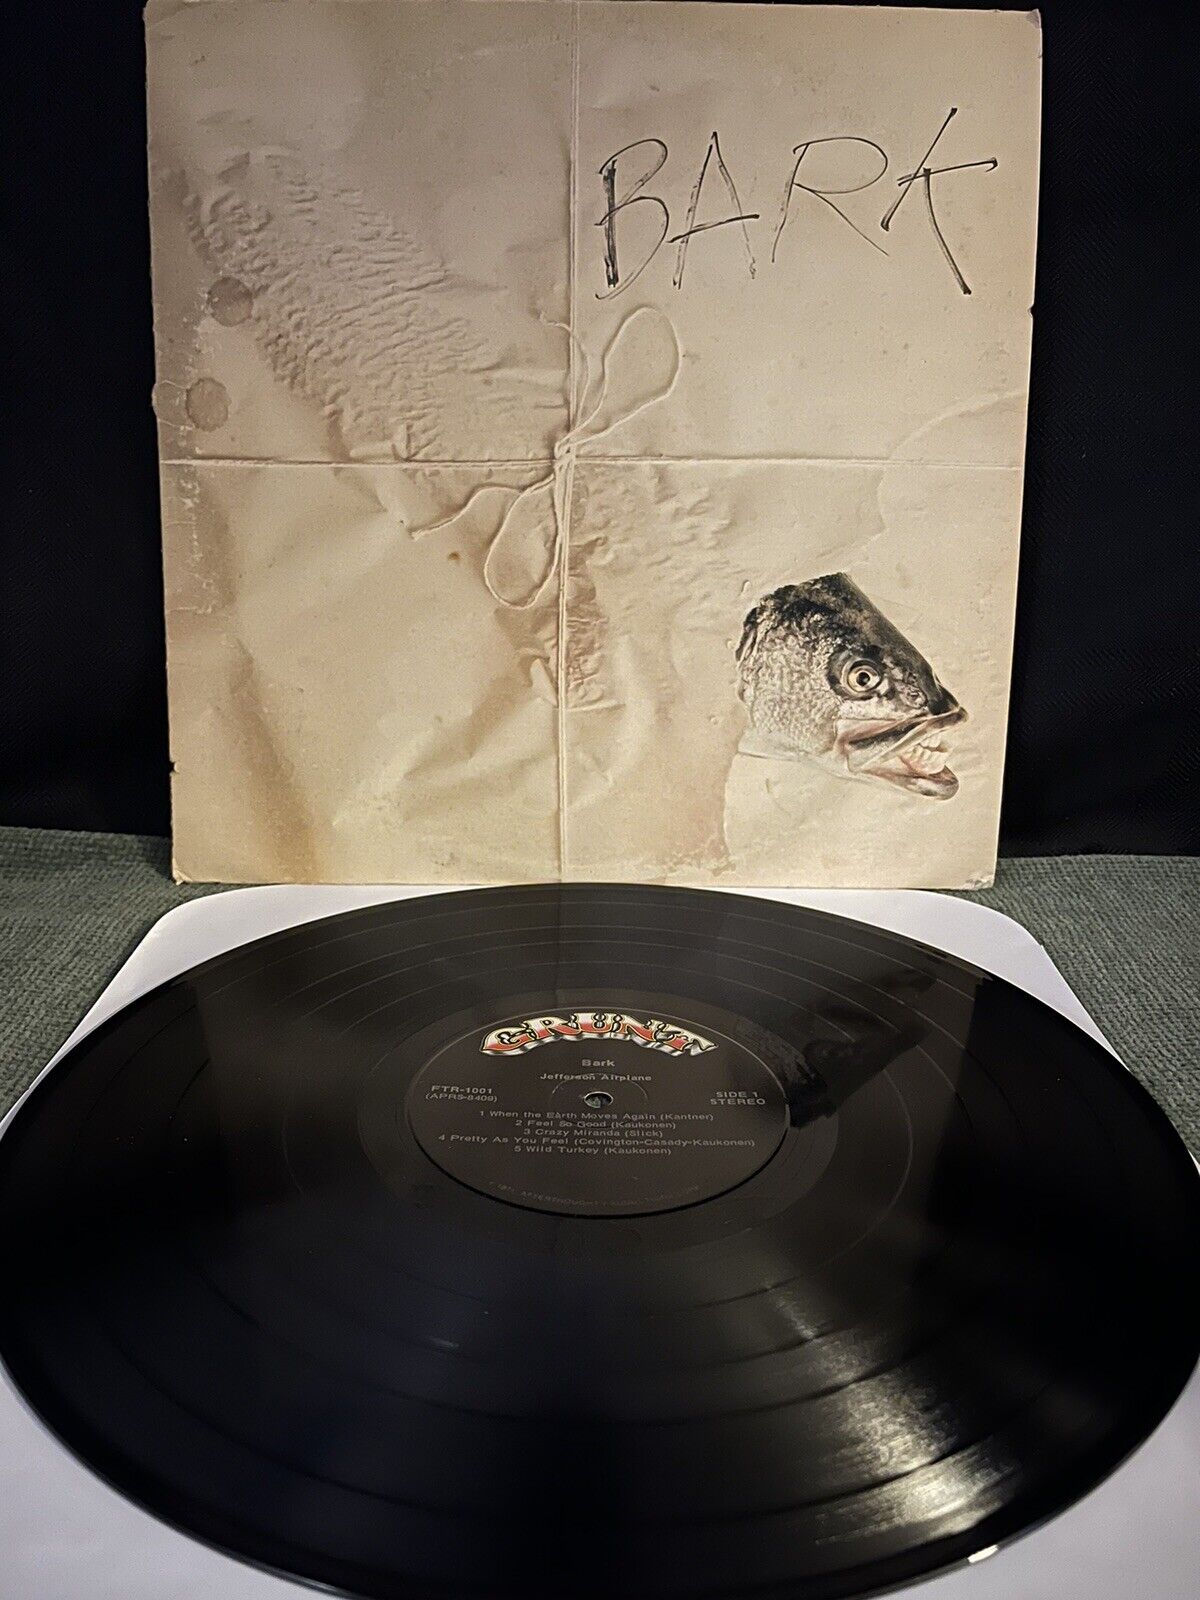 BARK
GRUNT
Bark
Jefferson Airplane
FTR-1001
(APRS-8409)
SIDE 1
STEREO
1 When the Earth Moves Again (Kantner)
2 Feel So Good (Kaukonen)
3 Crazy Miranda (Slick)
4 Pretty As You Feel (Covington-Casady-Kaukonen)
5 Wild Turkey (Kaukonen)